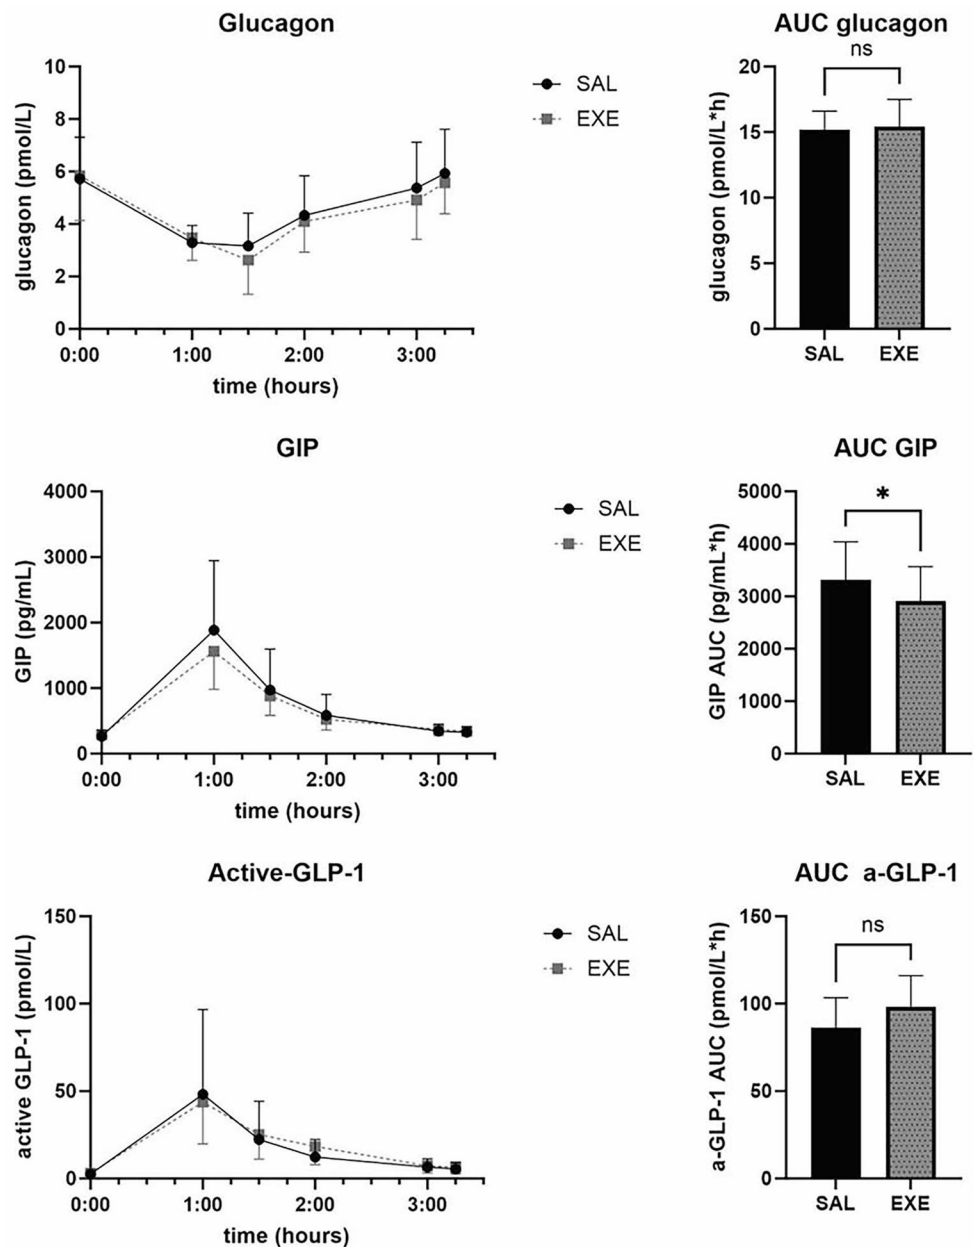 Glucagon
glucagon (pmol/L)
10
8
6
4
2
0
0:00 1:00 2:00 3:00
time (hours)
SAL
EXE
AUC glucagon
ns
glucagon (pmol/L*h)
20
15
10
5
0
SAL EXE
GIP
GIP (pg/mL)
4000
3000
2000
1000
0
0:00 1:00 2:00 3:00
time (hours)
SAL
EXE
AUC GIP
*
GIP AUC (pg/mL*h)
5000
4000
3000
2000
1000
0
SAL EXE
Active-GLP-1
active GLP-1 (pmol/L)
150
100
50
0
0:00 1:00 2:00 3:00
time (hours)
SAL
EXE
AUC a-GLP-1
ns
a-GLP-1 AUC (pmol/L*h)
150
100
50
0
SAL EXE